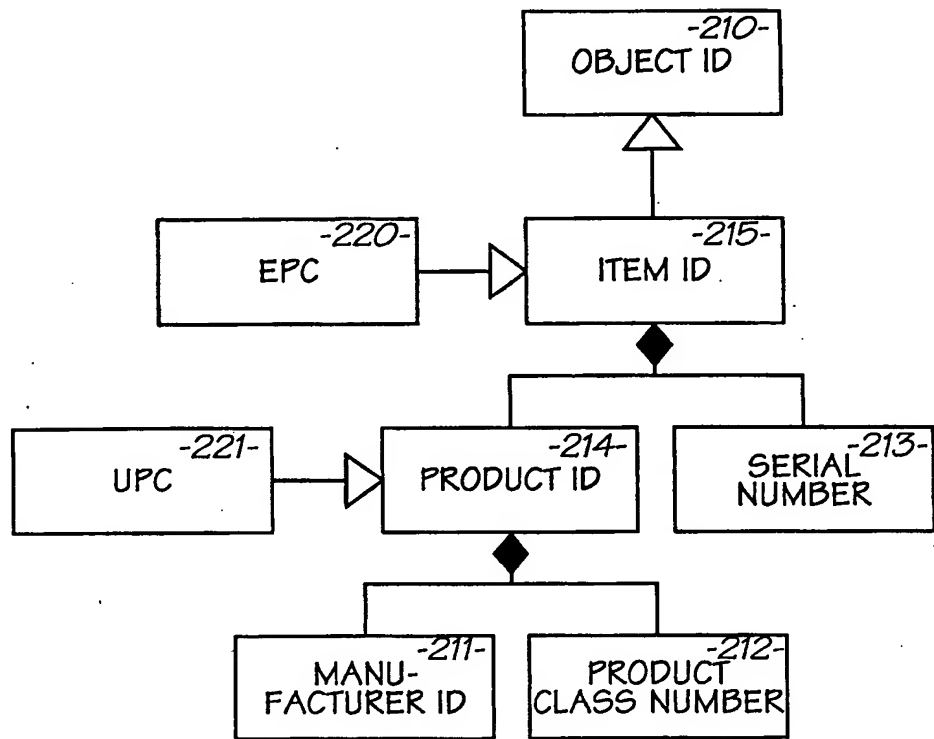 -210-
OBJECT ID
-220-
EPC
-215-
ITEM ID
-221-
UPC
-214-
PRODUCT ID
-213-
SERIAL
NUMBER
-211-
MANU-
FACTURER ID
-212-
PRODUCT
CLASS NUMBER